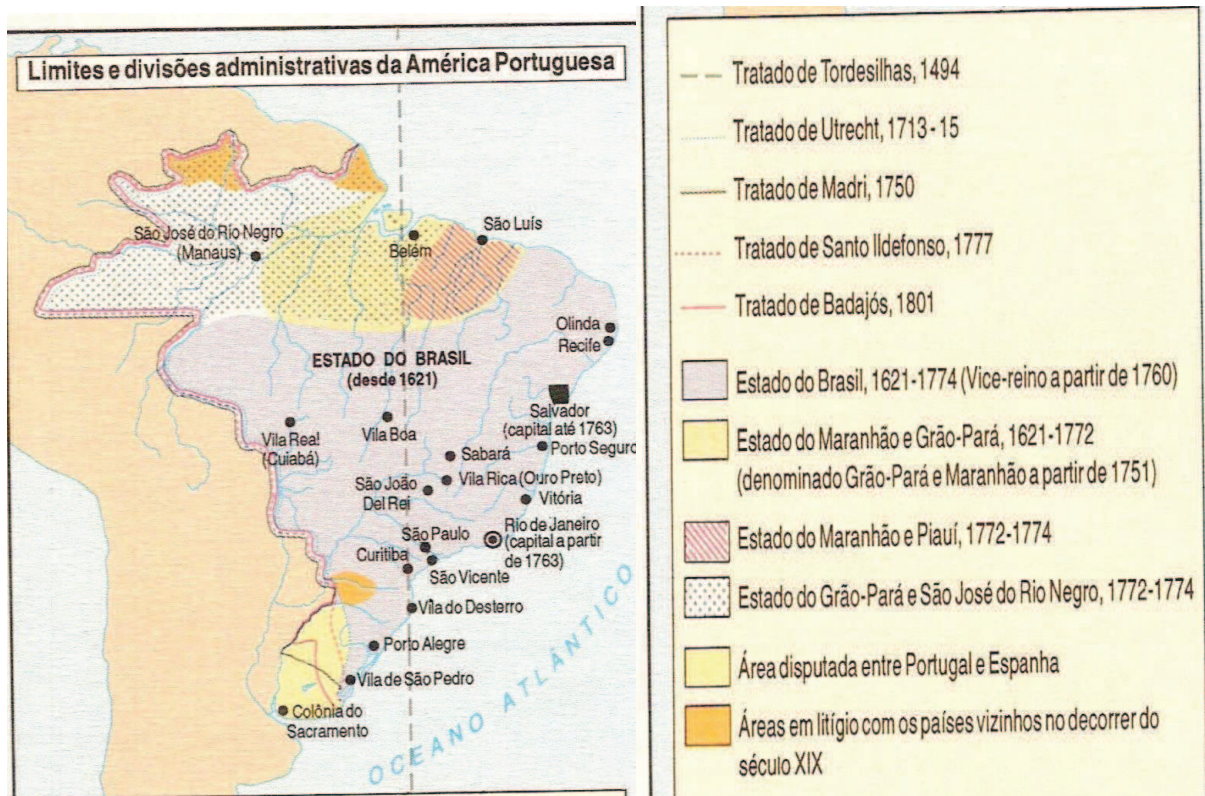 Limites e divisões administrativas da América Portuguesa
São José do Rio Negro
(Manaus)
Belém
São Luís
Olinda
Recife
ESTADO DO BRASIL
(desde 1621)
Salvador
(capital até 1763)
Vila Real
(Cuiabá)
Vila Boa
Porto Seguro
Sabará
Vila Rica (Ouro Preto)
São João
Del Rei
Vitória
Rio de Janeiro
(capital a partir
de 1763)
São Paulo
Curitiba
São Vicente
Vila do Desterro
Porto Alegre
Vila de São Pedro
Colônia do
Sacramento
OCEANO ATLÂNTICO
Tratado de Tordesilhas, 1494
Tratado de Utrecht, 1713-15
Tratado de Madri, 1750
Tratado de Santo Ildefonso, 1777
Tratado de Badajós, 1801
Estado do Brasil, 1621-1774 (Vice-reino a partir de 1760)
Estado do Maranhão e Grão-Pará, 1621-1772
(denominado Grão-Pará e Maranhão a partir de 1751)
Estado do Maranhão e Piauí, 1772-1774
Estado do Grão-Pará e São José do Rio Negro, 1772-1774
Área disputada entre Portugal e Espanha
Áreas em litígio com os países vizinhos no decorrer do
século XIX